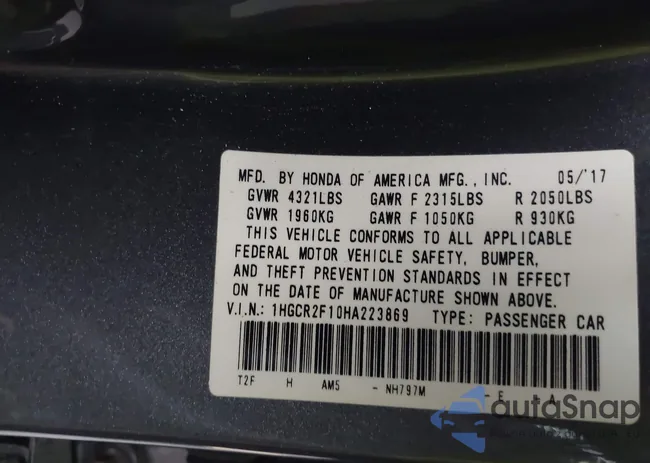 MFD. BY HONDA OF AMERICA MFG., INC. 05/'17
GVWR 4321LBS GAWR F 2315LBS R 2050LBS
GVWR 1960KG GAWR F 1050KG R 930KG
THIS VEHICLE CONFORMS TO ALL APPLICABLE
FEDERAL MOTOR VEHICLE SAFETY, BUMPER,
AND THEFT PREVENTION STANDARDS IN EFFECT
ON THE DATE OF MANUFACTURE SHOWN ABOVE.
V.I.N.: 1HGCR2F10HA223869 TYPE: PASSENGER CAR
T2F H AM5 - NH797M - E A
autoSnap